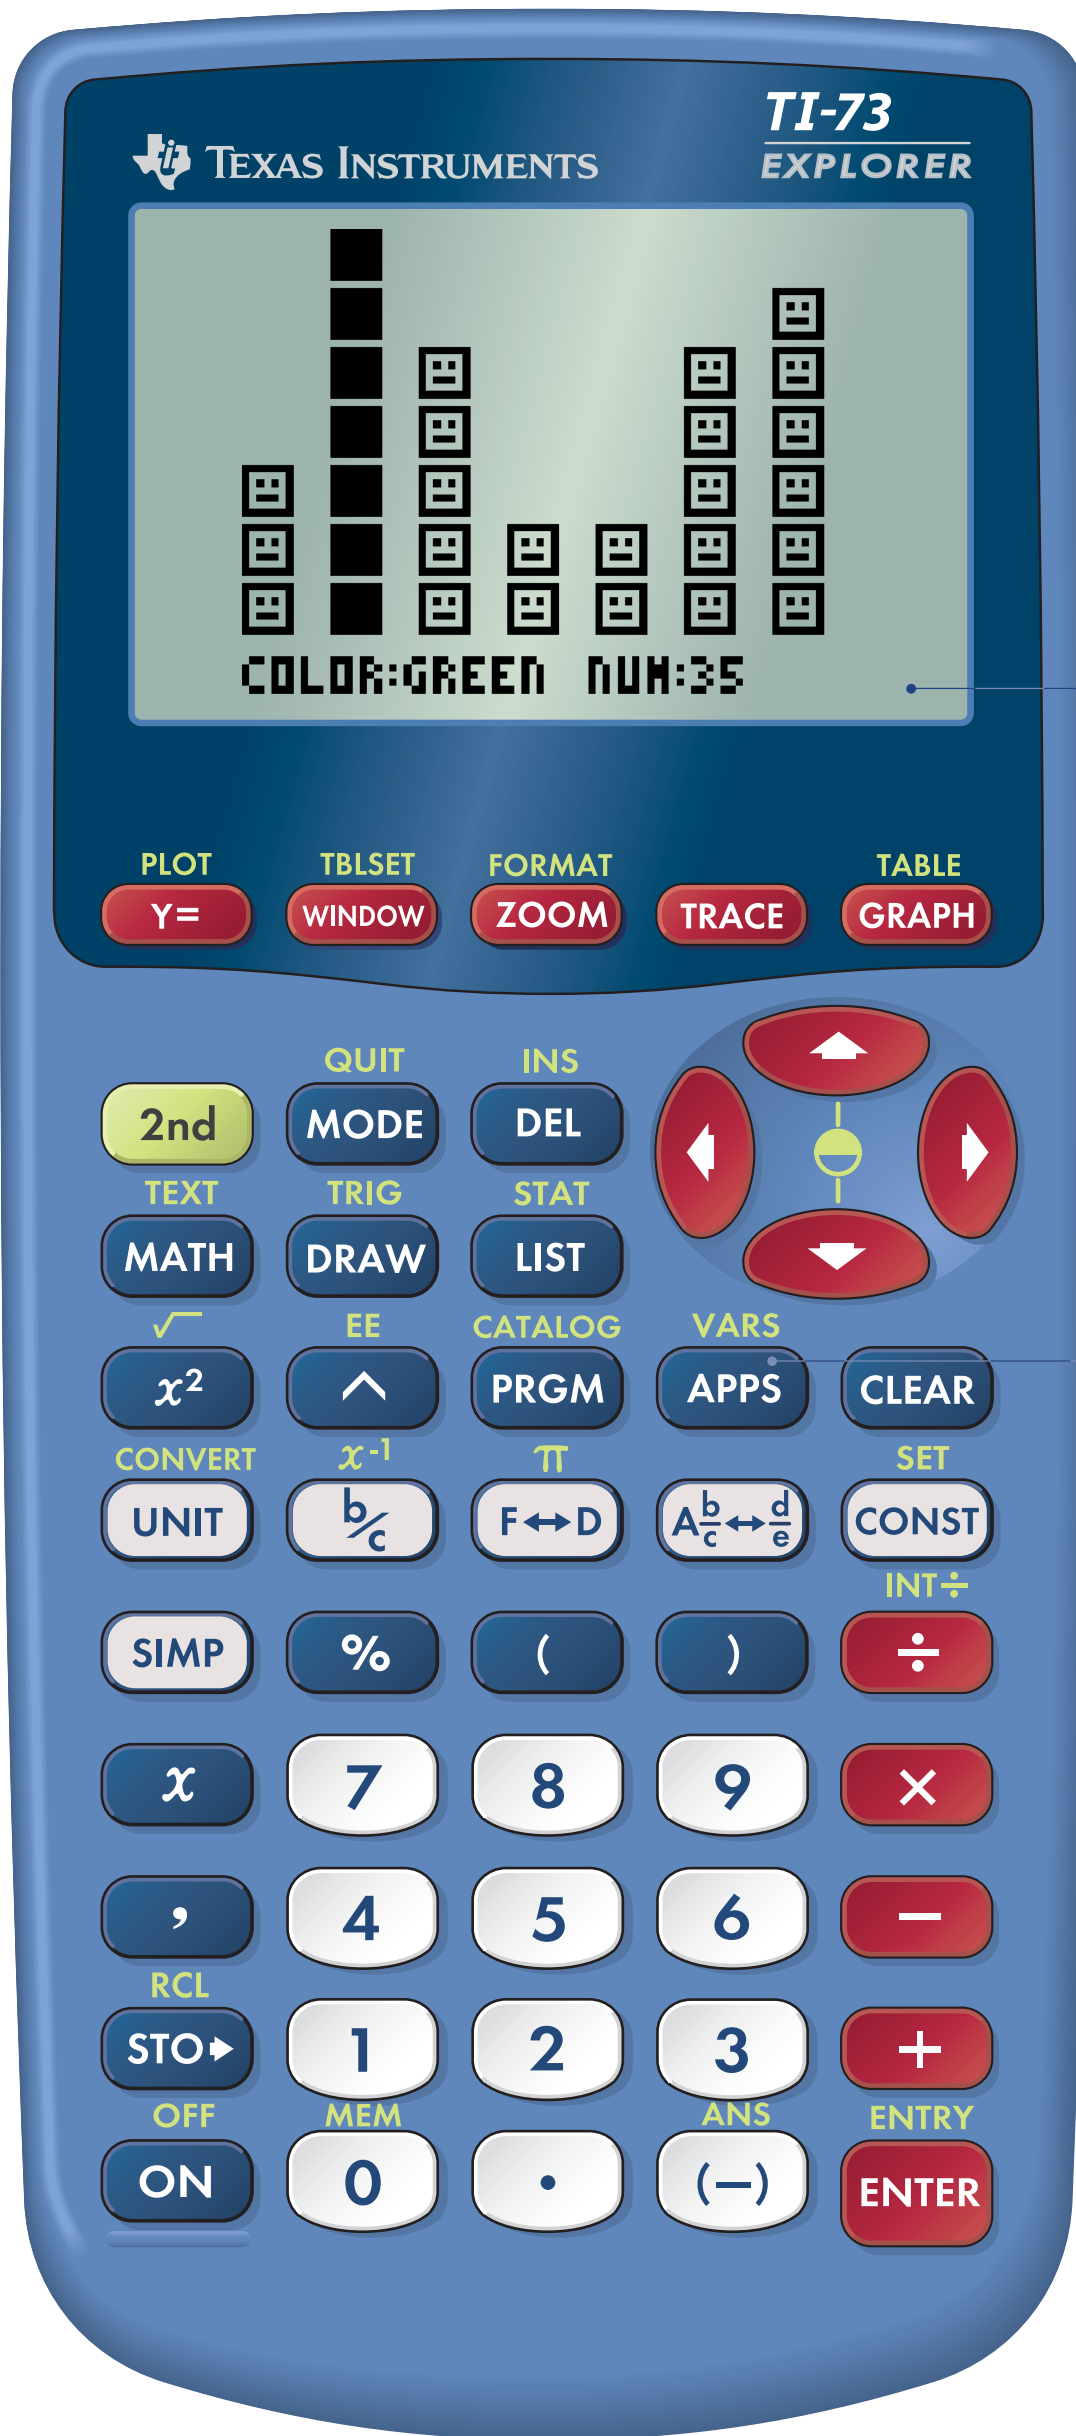 TI-73
TEXAS INSTRUMENTS EXPLORER
COLOR:GREEN NUM:35
PLOT TBLSET FORMAT TABLE
Y= WINDOW ZOOM TRACE GRAPH
QUIT INS
2nd MODE DEL
TEXT TRIG STAT
MATH DRAW LIST
√ EE CATALOG VARS
x² ^ PRGM APPS CLEAR
CONVERT x⁻¹ π SET
UNIT b/c F↔D A b/c ↔ d/e CONST
INT÷
SIMP % ( ) ÷
x 7 8 9 ×
, 4 5 6 −
RCL
STO➧ 1 2 3 +
OFF MEM ANS ENTRY
ON 0 . (−) ENTER